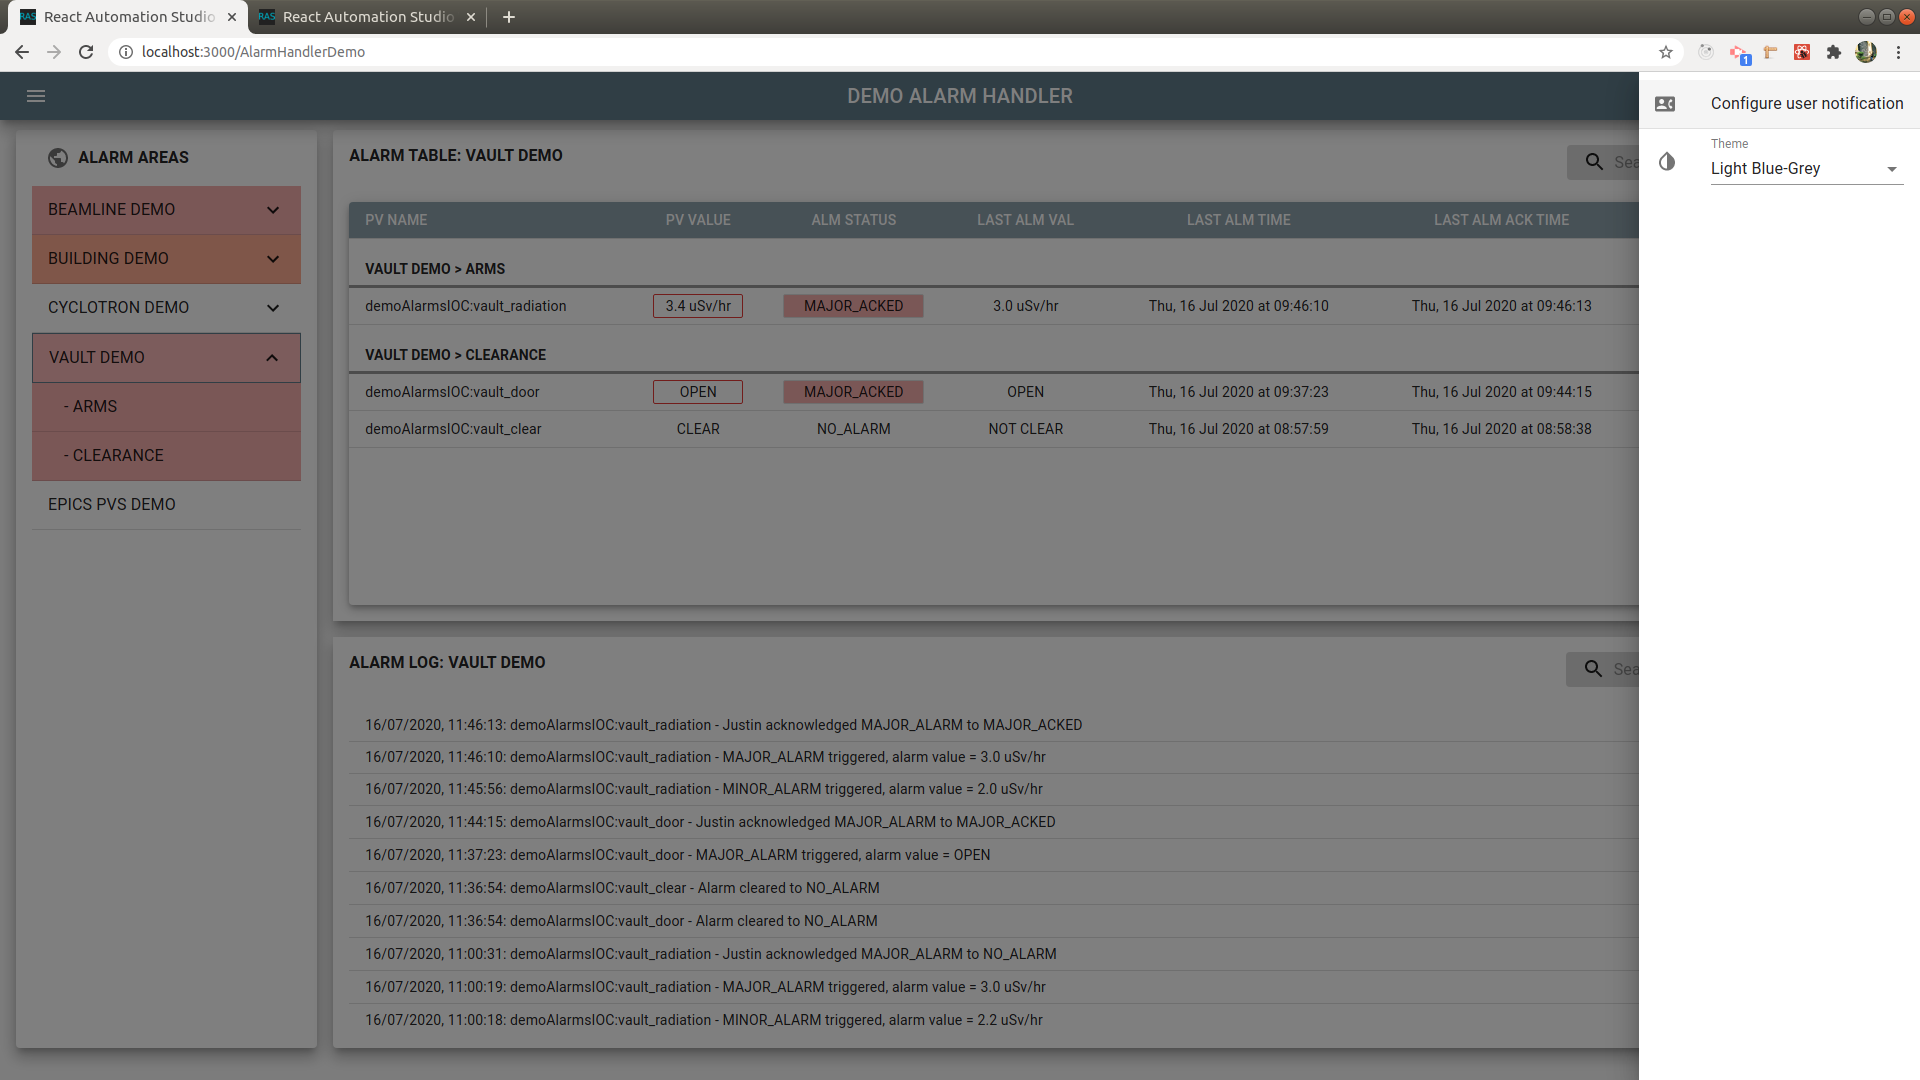 React Automation Studio
React Automation Studio
localhost:3000/AlarmHandlerDemo
1
DEMO ALARM HANDLER
Configure user notification
Theme
Light Blue-Grey
ALARM AREAS
BEAMLINE DEMO
BUILDING DEMO
CYCLOTRON DEMO
VAULT DEMO
- ARMS
- CLEARANCE
EPICS PVS DEMO
ALARM TABLE: VAULT DEMO
Sea
PV NAME PV VALUE ALM STATUS LAST ALM VAL LAST ALM TIME LAST ALM ACK TIME
VAULT DEMO > ARMS
demoAlarmsIOC:vault_radiation 3.4 uSv/hr MAJOR_ACKED 3.0 uSv/hr Thu, 16 Jul 2020 at 09:46:10 Thu, 16 Jul 2020 at 09:46:13
VAULT DEMO > CLEARANCE
demoAlarmsIOC:vault_door OPEN MAJOR_ACKED OPEN Thu, 16 Jul 2020 at 09:37:23 Thu, 16 Jul 2020 at 09:44:15
demoAlarmsIOC:vault_clear CLEAR NO_ALARM NOT CLEAR Thu, 16 Jul 2020 at 08:57:59 Thu, 16 Jul 2020 at 08:58:38
ALARM LOG: VAULT DEMO
Sea
16/07/2020, 11:46:13: demoAlarmsIOC:vault_radiation - Justin acknowledged MAJOR_ALARM to MAJOR_ACKED
16/07/2020, 11:46:10: demoAlarmsIOC:vault_radiation - MAJOR_ALARM triggered, alarm value = 3.0 uSv/hr
16/07/2020, 11:45:56: demoAlarmsIOC:vault_radiation - MINOR_ALARM triggered, alarm value = 2.0 uSv/hr
16/07/2020, 11:44:15: demoAlarmsIOC:vault_door - Justin acknowledged MAJOR_ALARM to MAJOR_ACKED
16/07/2020, 11:37:23: demoAlarmsIOC:vault_door - MAJOR_ALARM triggered, alarm value = OPEN
16/07/2020, 11:36:54: demoAlarmsIOC:vault_clear - Alarm cleared to NO_ALARM
16/07/2020, 11:36:54: demoAlarmsIOC:vault_door - Alarm cleared to NO_ALARM
16/07/2020, 11:00:31: demoAlarmsIOC:vault_radiation - Justin acknowledged MAJOR_ALARM to NO_ALARM
16/07/2020, 11:00:19: demoAlarmsIOC:vault_radiation - MAJOR_ALARM triggered, alarm value = 3.0 uSv/hr
16/07/2020, 11:00:18: demoAlarmsIOC:vault_radiation - MINOR_ALARM triggered, alarm value = 2.2 uSv/hr